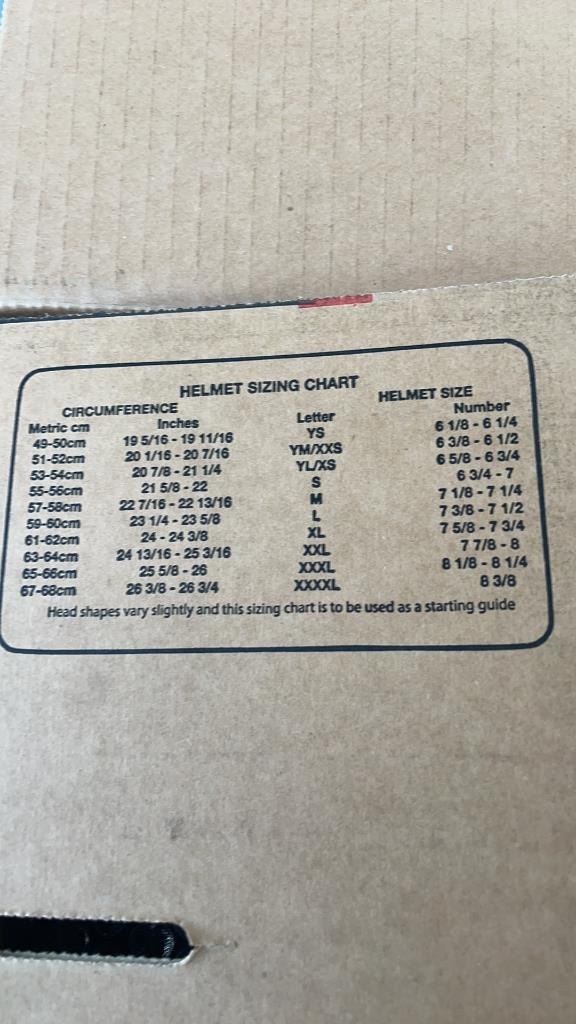 HELMET SIZING CHART
CIRCUMFERENCE HELMET SIZE
Metric cm Inches Letter Number
49-50cm 19 5/16 - 19 11/16 YS 6 1/8 - 6 1/4
51-52cm 20 1/16 - 20 7/16 YM/XXS 6 3/8 - 6 1/2
53-54cm 20 7/8 - 21 1/4 YL/XS 6 5/8 - 6 3/4
55-56cm 21 5/8 - 22 S 6 3/4 - 7
57-58cm 22 7/16 - 22 13/16 M 7 1/8 - 7 1/4
59-60cm 23 1/4 - 23 5/8 L 7 3/8 - 7 1/2
61-62cm 24 - 24 3/8 XL 7 5/8 - 7 3/4
63-64cm 24 13/16 - 25 3/16 XXL 7 7/8 - 8
65-66cm 25 5/8 - 26 XXXL 8 1/8 - 8 1/4
67-68cm 26 3/8 - 26 3/4 XXXXL 8 3/8
Head shapes vary slightly and this sizing chart is to be used as a starting guide